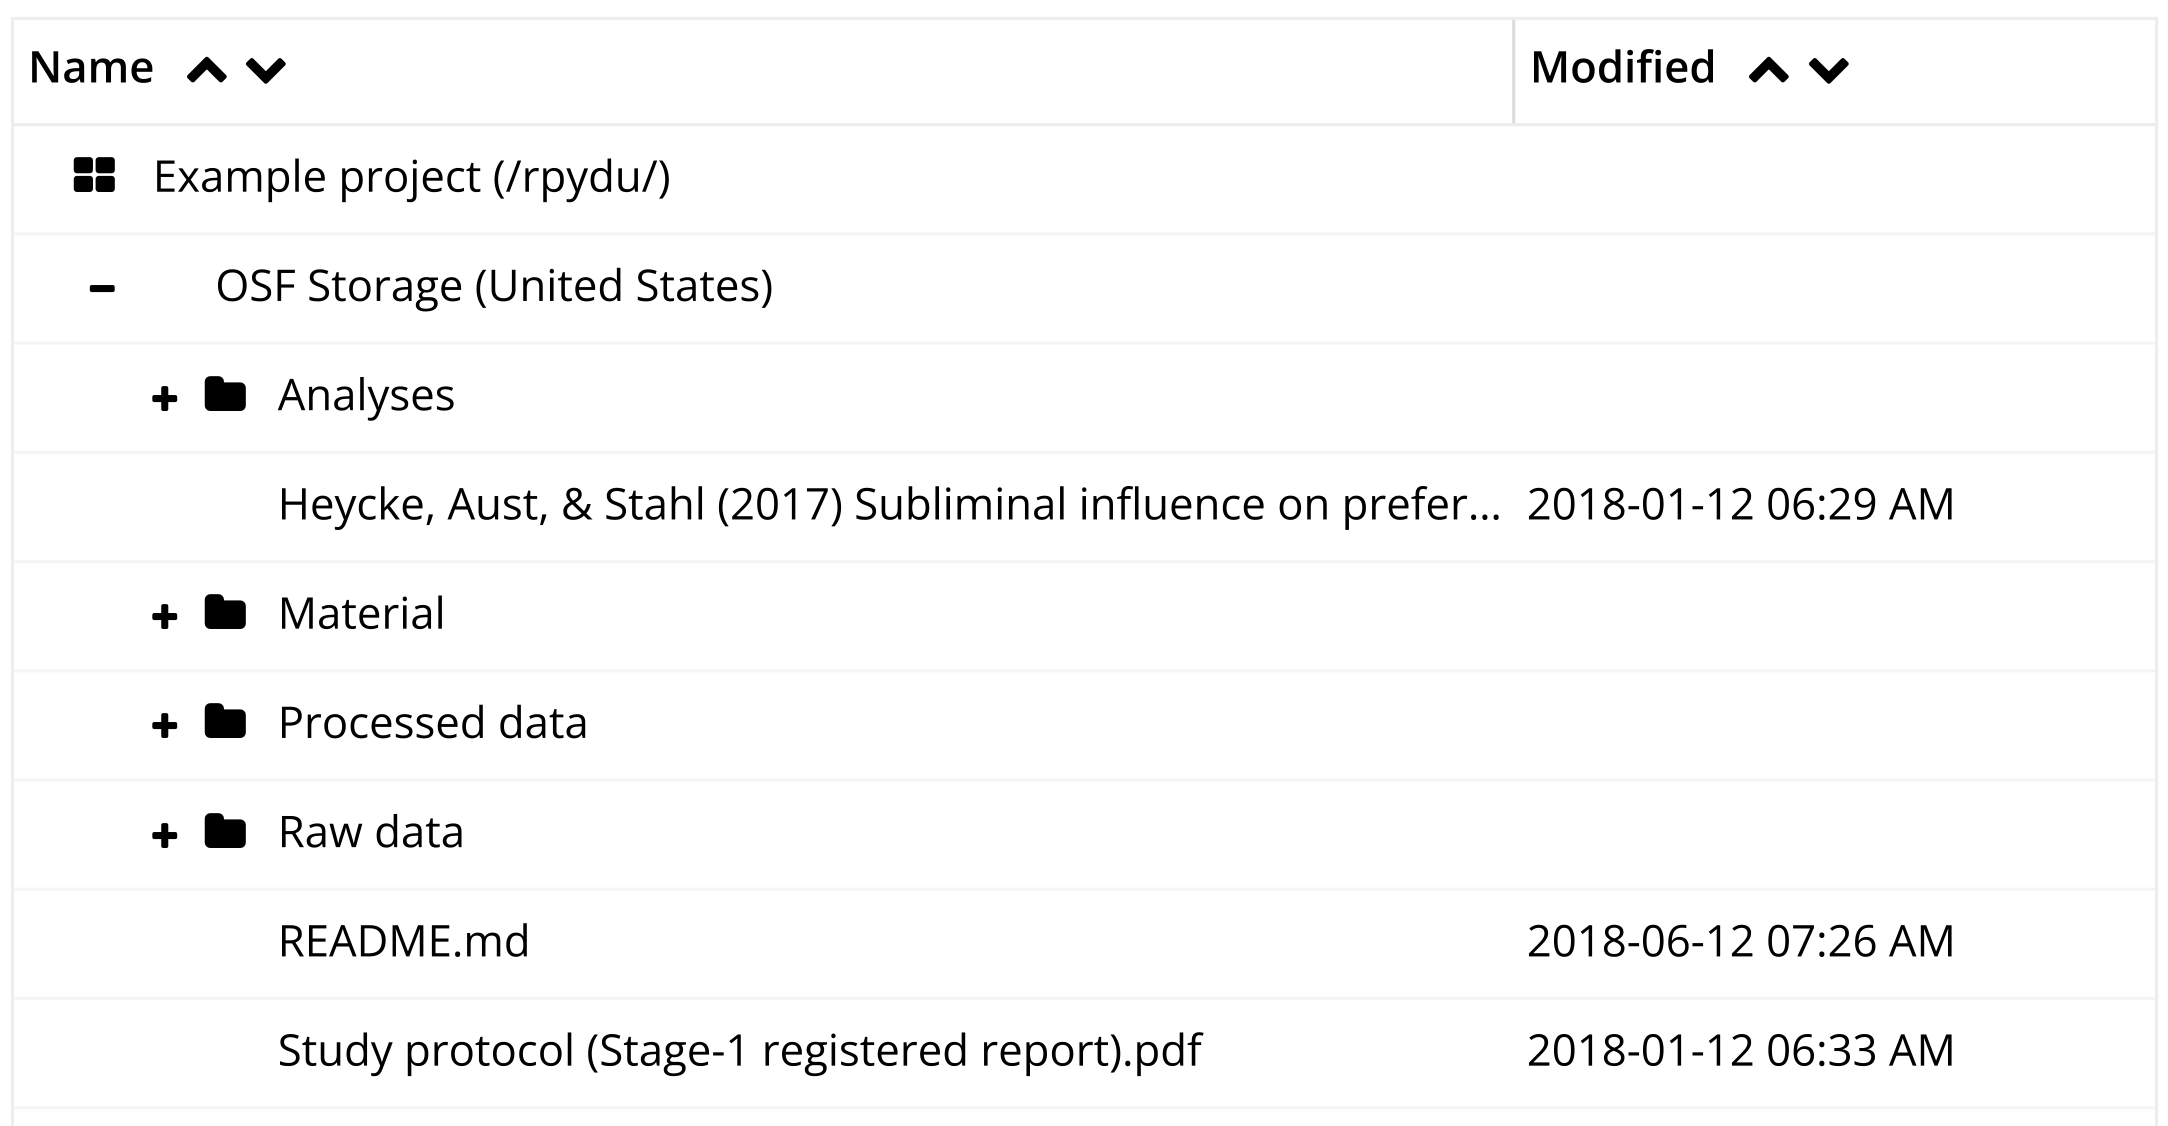 Name Modified
Example project (/rpydu/)
OSF Storage (United States)
Analyses
Heycke, Aust, & Stahl (2017) Subliminal influence on prefer... 2018-01-12 06:29 AM
Material
Processed data
Raw data
README.md 2018-06-12 07:26 AM
Study protocol (Stage-1 registered report).pdf 2018-01-12 06:33 AM